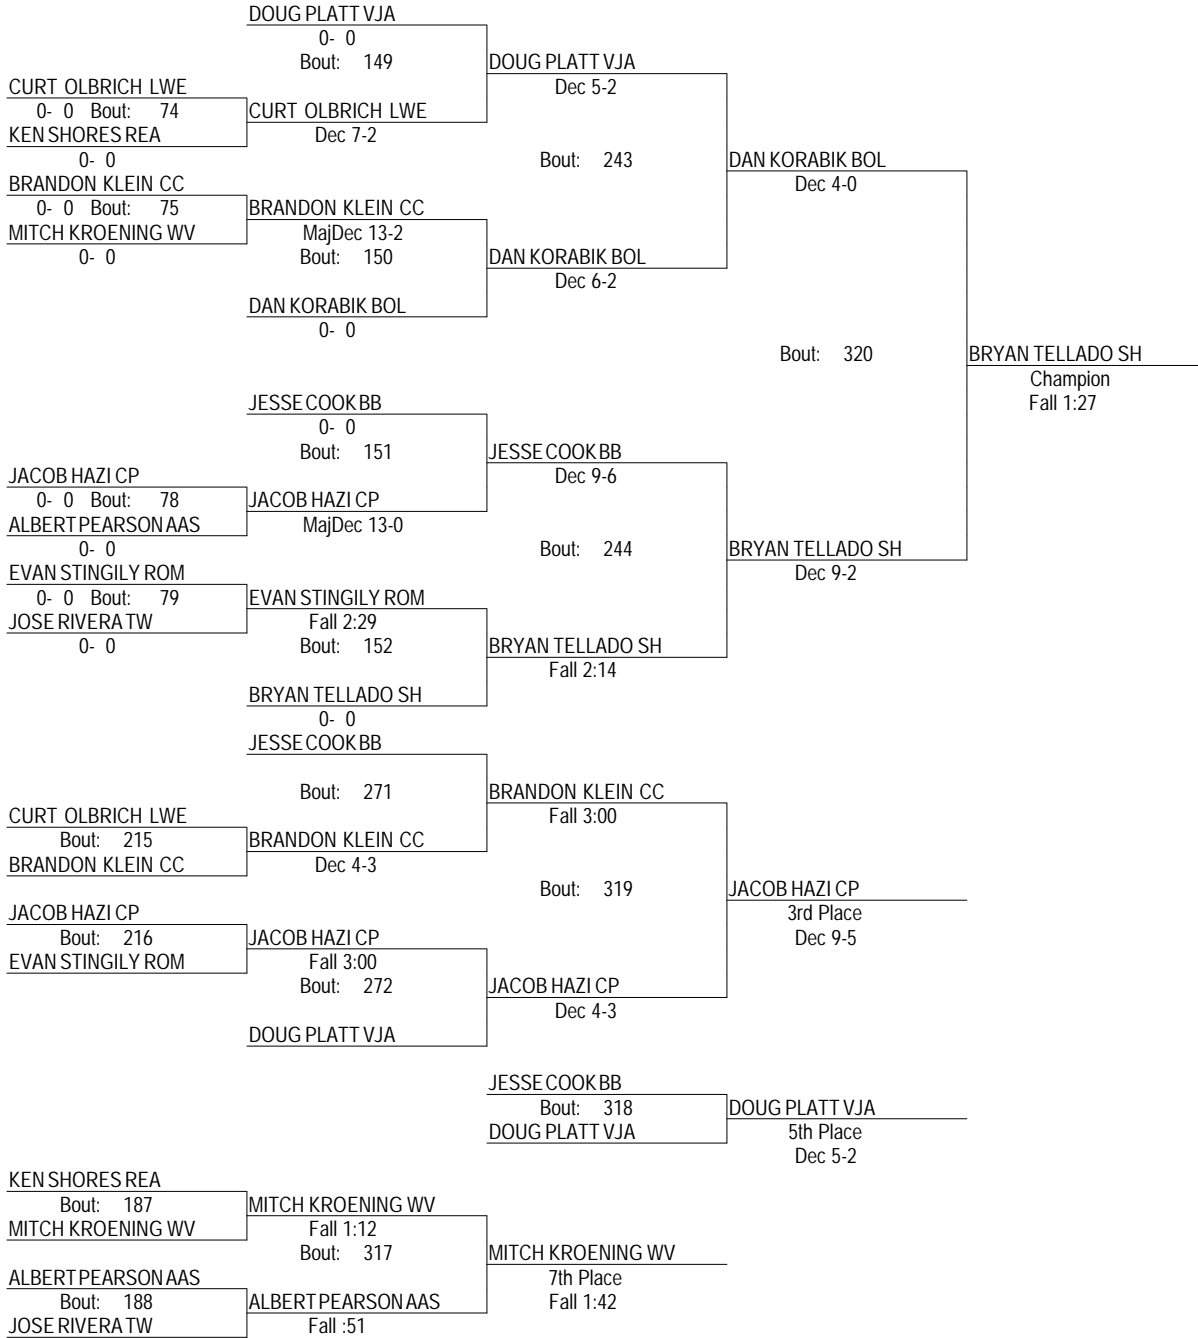 DOUG PLATT VJA
0- 0
Bout: 149
DOUG PLATT VJA
Dec 5-2
CURT OLBRICH LWE
0- 0 Bout: 74
CURT OLBRICH LWE
KEN SHORES REA
Dec 7-2
0- 0
Bout: 243
DAN KORABIK BOL
Dec 4-0
BRANDON KLEIN CC
0- 0 Bout: 75
BRANDON KLEIN CC
MITCH KROENING WV
MajDec 13-2
0- 0
Bout: 150
DAN KORABIK BOL
Dec 6-2
DAN KORABIK BOL
0- 0
Bout: 320
BRYAN TELLADO SH
Champion
Fall 1:27
JESSE COOK BB
0- 0
Bout: 151
JESSE COOK BB
Dec 9-6
JACOB HAZI CP
0- 0 Bout: 78
JACOB HAZI CP
ALBERT PEARSON AAS
MajDec 13-0
0- 0
Bout: 244
BRYAN TELLADO SH
Dec 9-2
EVAN STINGILY ROM
0- 0 Bout: 79
EVAN STINGILY ROM
JOSE RIVERA TW
Fall 2:29
0- 0
Bout: 152
BRYAN TELLADO SH
Fall 2:14
BRYAN TELLADO SH
0- 0
JESSE COOK BB
Bout: 271
BRANDON KLEIN CC
Fall 3:00
CURT OLBRICH LWE
Bout: 215
BRANDON KLEIN CC
BRANDON KLEIN CC
Dec 4-3
Bout: 319
JACOB HAZI CP
3rd Place
Dec 9-5
JACOB HAZI CP
Bout: 216
JACOB HAZI CP
EVAN STINGILY ROM
Fall 3:00
Bout: 272
JACOB HAZI CP
Dec 4-3
DOUG PLATT VJA
JESSE COOK BB
Bout: 318
DOUG PLATT VJA
DOUG PLATT VJA
5th Place
Dec 5-2
KEN SHORES REA
Bout: 187
MITCH KROENING WV
MITCH KROENING WV
Fall 1:12
Bout: 317
MITCH KROENING WV
7th Place
Fall 1:42
ALBERT PEARSON AAS
Bout: 188
ALBERT PEARSON AAS
JOSE RIVERA TW
Fall :51